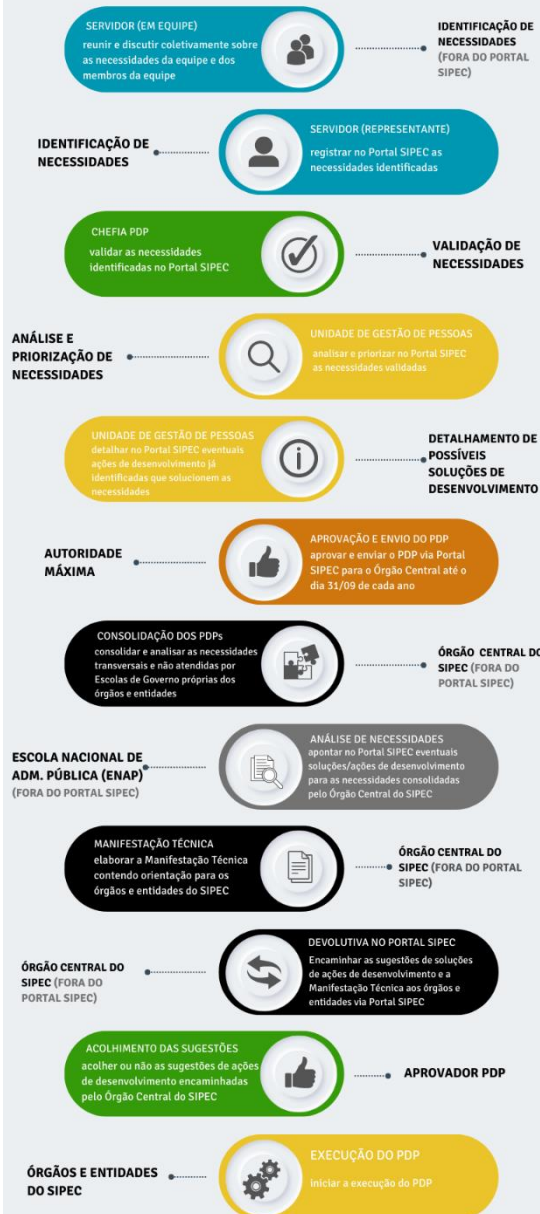 SERVIDOR (EM EQUIPE)
reunir e discutir coletivamente sobre
as necessidades da equipe e dos
membros da equipe
IDENTIFICAÇÃO DE
NECESSIDADES
(FORA DO PORTAL
SIPEC)
IDENTIFICAÇÃO DE
NECESSIDADES
SERVIDOR (REPRESENTANTE)
registrar no Portal SIPEC as
necessidades identificadas
CHEFIA PDP
validar as necessidades
identificadas no Portal SIPEC
VALIDAÇÃO DE
NECESSIDADES
ANÁLISE E
PRIORIZAÇÃO DE
NECESSIDADES
UNIDADE DE GESTÃO DE PESSOAS
analisar e priorizar no Portal SIPEC
as necessidades validadas
UNIDADE DE GESTÃO DE PESSOAS
detalhar no Portal SIPEC eventuais
ações de desenvolvimento já
identificadas que solucionem as
necessidades
DETALHAMENTO DE
POSSÍVEIS
SOLUÇÕES DE
DESENVOLVIMENTO
AUTORIDADE
MÁXIMA
APROVAÇÃO E ENVIO DO PDP
aprovar e enviar o PDP via Portal
SIPEC para o Órgão Central até o
dia 31/09 de cada ano
CONSOLIDAÇÃO DOS PDPs
consolidar e analisar as necessidades
transversais e não atendidas por
Escolas de Governo próprias dos
órgãos e entidades
ÓRGÃO CENTRAL DO
SIPEC (FORA DO
PORTAL SIPEC)
ESCOLA NACIONAL DE
ADM. PÚBLICA (ENAP)
(FORA DO PORTAL SIPEC)
ANÁLISE DE NECESSIDADES
apontar no Portal SIPEC eventuais
soluções/ações de desenvolvimento
para as necessidades consolidadas
pelo Órgão Central do SIPEC
MANIFESTAÇÃO TÉCNICA
elaborar a Manifestação Técnica
contendo orientação para os
órgãos e entidades do SIPEC
ÓRGÃO CENTRAL DO
SIPEC (FORA DO PORTAL
SIPEC)
ÓRGÃO CENTRAL DO
SIPEC (FORA DO
PORTAL SIPEC)
DEVOLUTIVA NO PORTAL SIPEC
Encaminhar as sugestões de soluções
de ações de desenvolvimento e a
Manifestação Técnica aos órgãos e
entidades via Portal SIPEC
ACOLHIMENTO DAS SUGESTÕES
acolher ou não as sugestões de ações
de desenvolvimento encaminhadas
pelo Órgão Central do SIPEC
APROVADOR PDP
ÓRGÃOS E ENTIDADES
DO SIPEC
EXECUÇÃO DO PDP
iniciar a execução do PDP